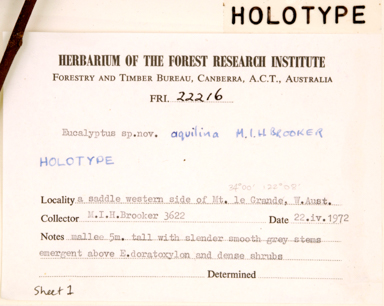 HOLOTYPE
HERBARIUM OF THE FOREST RESEARCH INSTITUTE
FORESTRY AND TIMBER BUREAU, CANBERRA, A.C.T., AUSTRALIA
FRI. 22216
Eucalyptus sp.nov. aquilina M.I.H BROOKER
HOLOTYPE
Locality a saddle western side of Mt. le Grande, W.Aust.
Collector M.I.H.Brooker 3622 Date 22.iv.1972
Notes mallee 5m. tall with slender smooth grey stems
emergent above E.doratoxylon and dense shrubs
Determined
Sheet 1